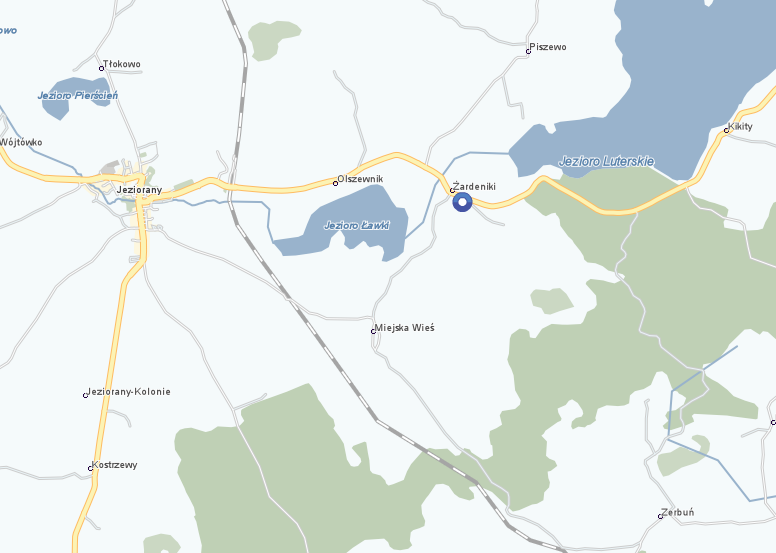 owo
Piszewo
Tłokowo
Jezioro Pierścień
Kikity
Wójtówko
Jezioro Luterskie
Olszewnik
Żardeniki
Jeziorany
Jezioro Ławki
Miejska Wieś
Jeziorany-Kolonie
Kostrzewy
Zerbuń